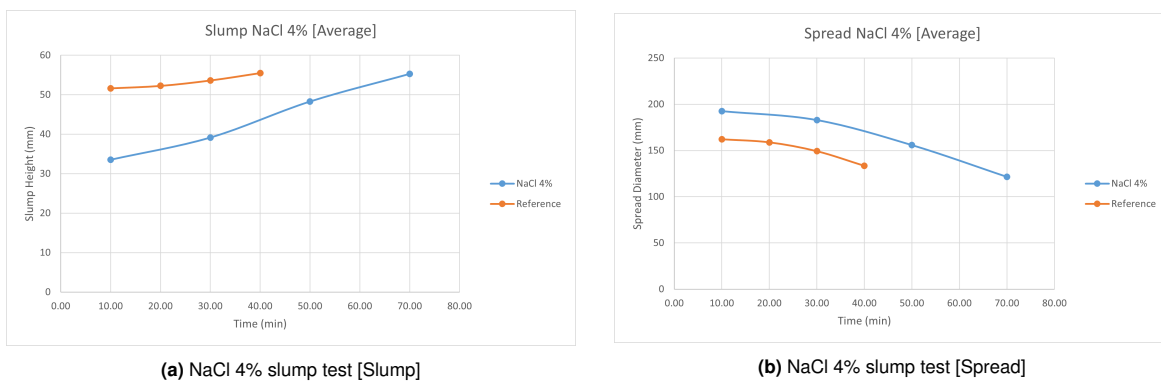 Slump NaCl 4% [Average]
60
50
40
30
20
10
0
Slump Height (mm)
0.00 10.00 20.00 30.00 40.00 50.00 60.00 70.00 80.00
Time (min)
NaCl 4%
Reference
(a) NaCl 4% slump test [Slump]
Spread NaCl 4% [Average]
250
200
150
100
50
0
Spread Diameter (mm)
0.00 10.00 20.00 30.00 40.00 50.00 60.00 70.00 80.00
Time (min)
NaCl 4%
Reference
(b) NaCl 4% slump test [Spread]